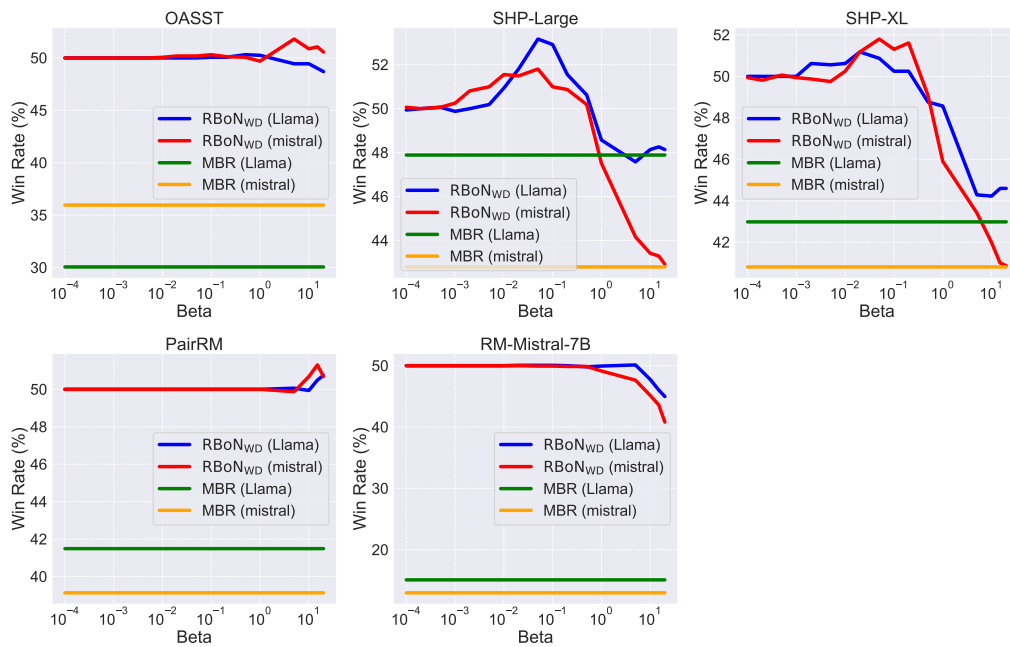 OASST
Win Rate (%)
50
45
40
35
30
RBoN_WD (Llama)
RBoN_WD (mistral)
MBR (Llama)
MBR (mistral)
10^−4 10^−3 10^−2 10^−1 10^0 10^1
Beta
SHP-Large
Win Rate (%)
52
50
48
46
44
RBoN_WD (Llama)
RBoN_WD (mistral)
MBR (Llama)
MBR (mistral)
10^−4 10^−3 10^−2 10^−1 10^0 10^1
Beta
SHP-XL
Win Rate (%)
52
50
48
46
44
42
RBoN_WD (Llama)
RBoN_WD (mistral)
MBR (Llama)
MBR (mistral)
10^−4 10^−3 10^−2 10^−1 10^0 10^1
Beta
PairRM
Win Rate (%)
50
48
46
44
42
40
RBoN_WD (Llama)
RBoN_WD (mistral)
MBR (Llama)
MBR (mistral)
10^−4 10^−3 10^−2 10^−1 10^0 10^1
Beta
RM-Mistral-7B
Win Rate (%)
50
40
30
20
RBoN_WD (Llama)
RBoN_WD (mistral)
MBR (Llama)
MBR (mistral)
10^−4 10^−3 10^−2 10^−1 10^0 10^1
Beta